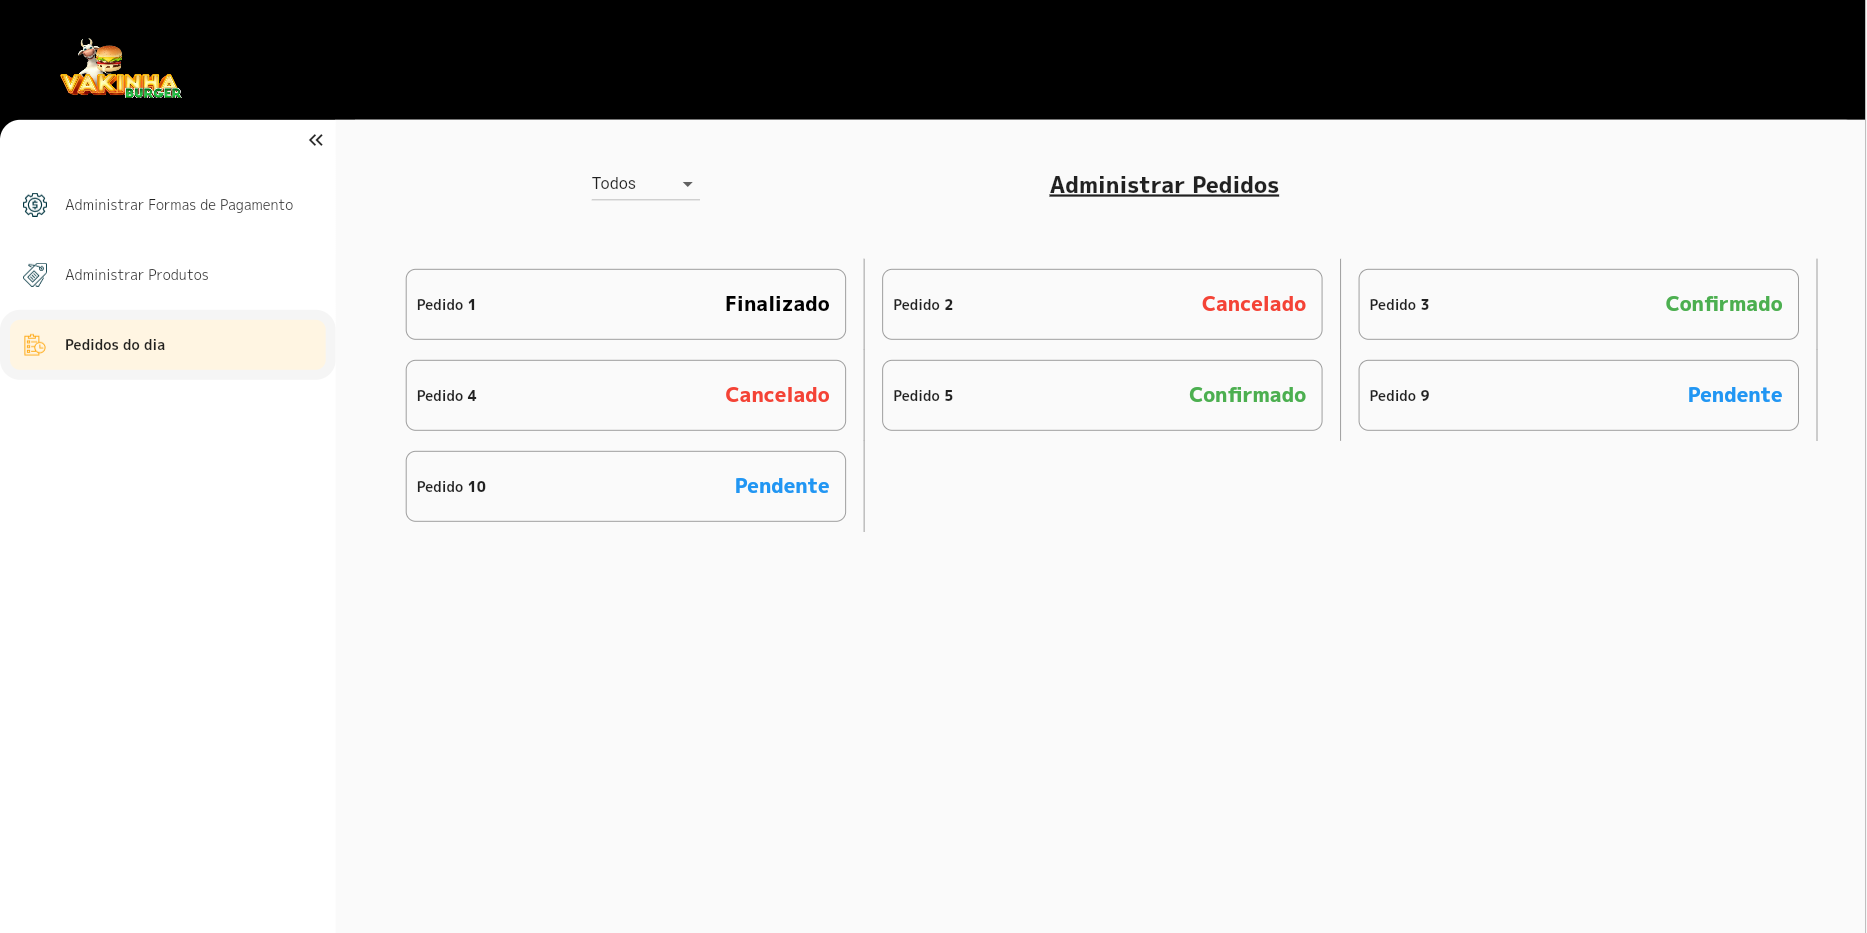 VAKINHA
BURGER
Administrar Formas de Pagamento
Administrar Produtos
Pedidos do dia
Todos
Administrar Pedidos
Pedido 1 Finalizado
Pedido 2 Cancelado
Pedido 3 Confirmado
Pedido 4 Cancelado
Pedido 5 Confirmado
Pedido 9 Pendente
Pedido 10 Pendente